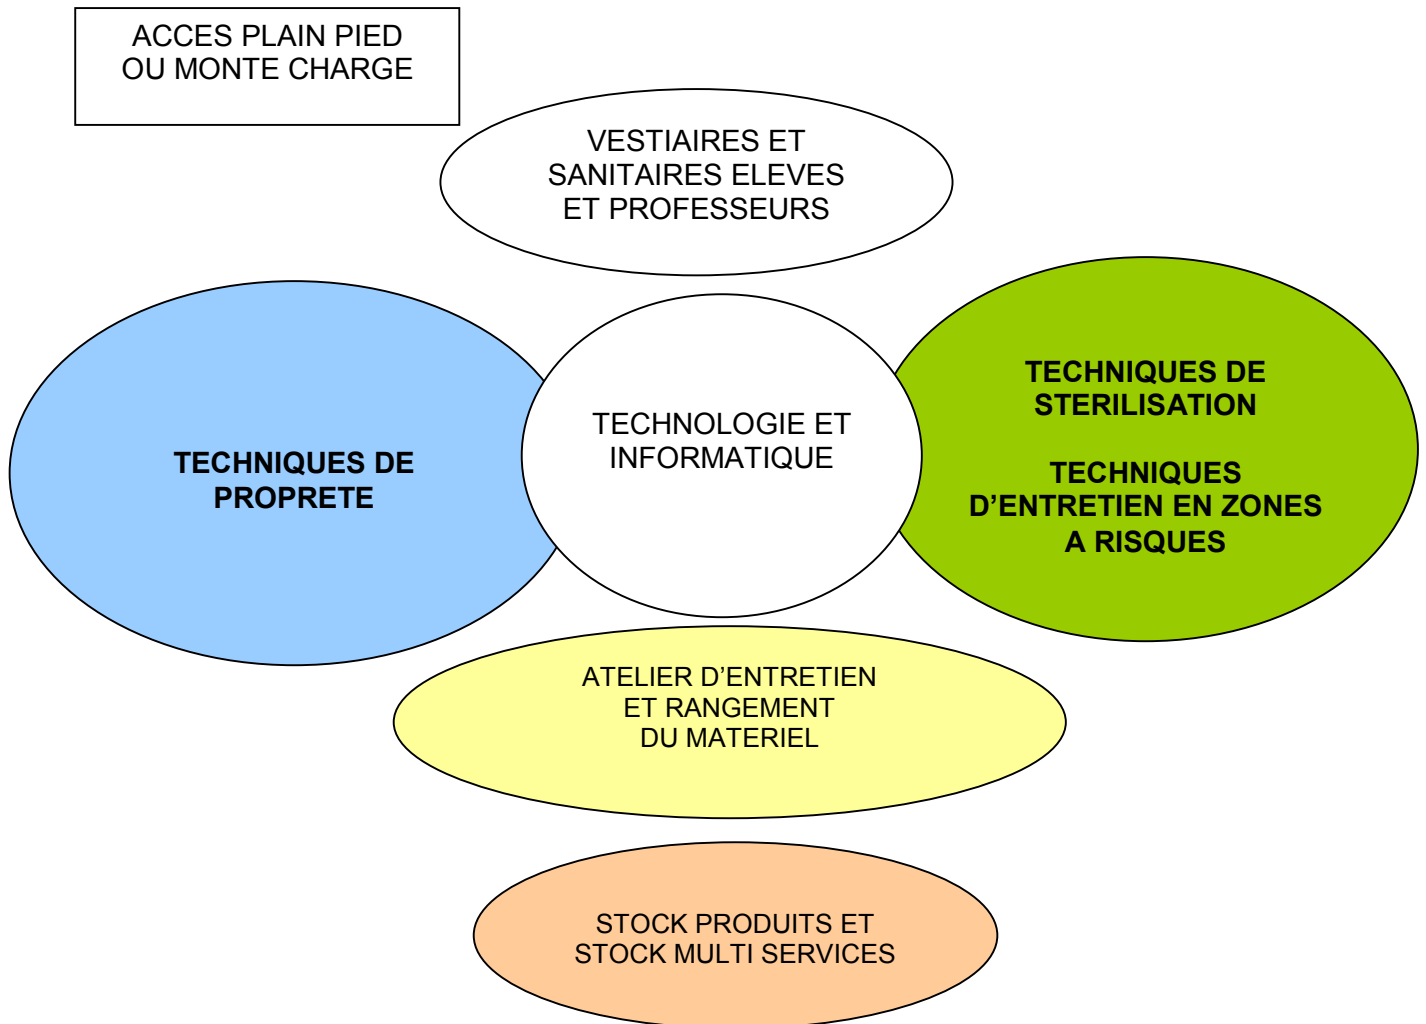 ACCES PLAIN PIED
OU MONTE CHARGE
VESTIAIRES ET
SANITAIRES ELEVES
ET PROFESSEURS
TECHNIQUES DE
PROPRETE
TECHNOLOGIE ET
INFORMATIQUE
TECHNIQUES DE
STERILISATION
TECHNIQUES
D’ENTRETIEN EN ZONES
A RISQUES
ATELIER D’ENTRETIEN
ET RANGEMENT
DU MATERIEL
STOCK PRODUITS ET
STOCK MULTI SERVICES